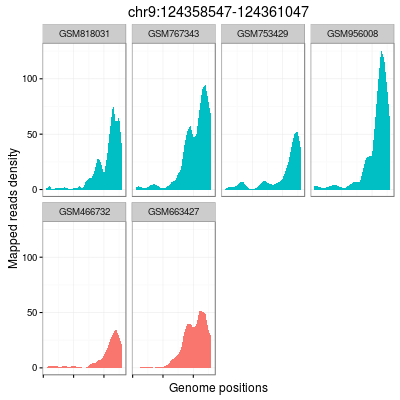 chr9:124358547-124361047
GSM818031 GSM767343 GSM753429 GSM956008
100
50
0
GSM466732 GSM663427
100
50
0
Mapped reads density
Genome positions